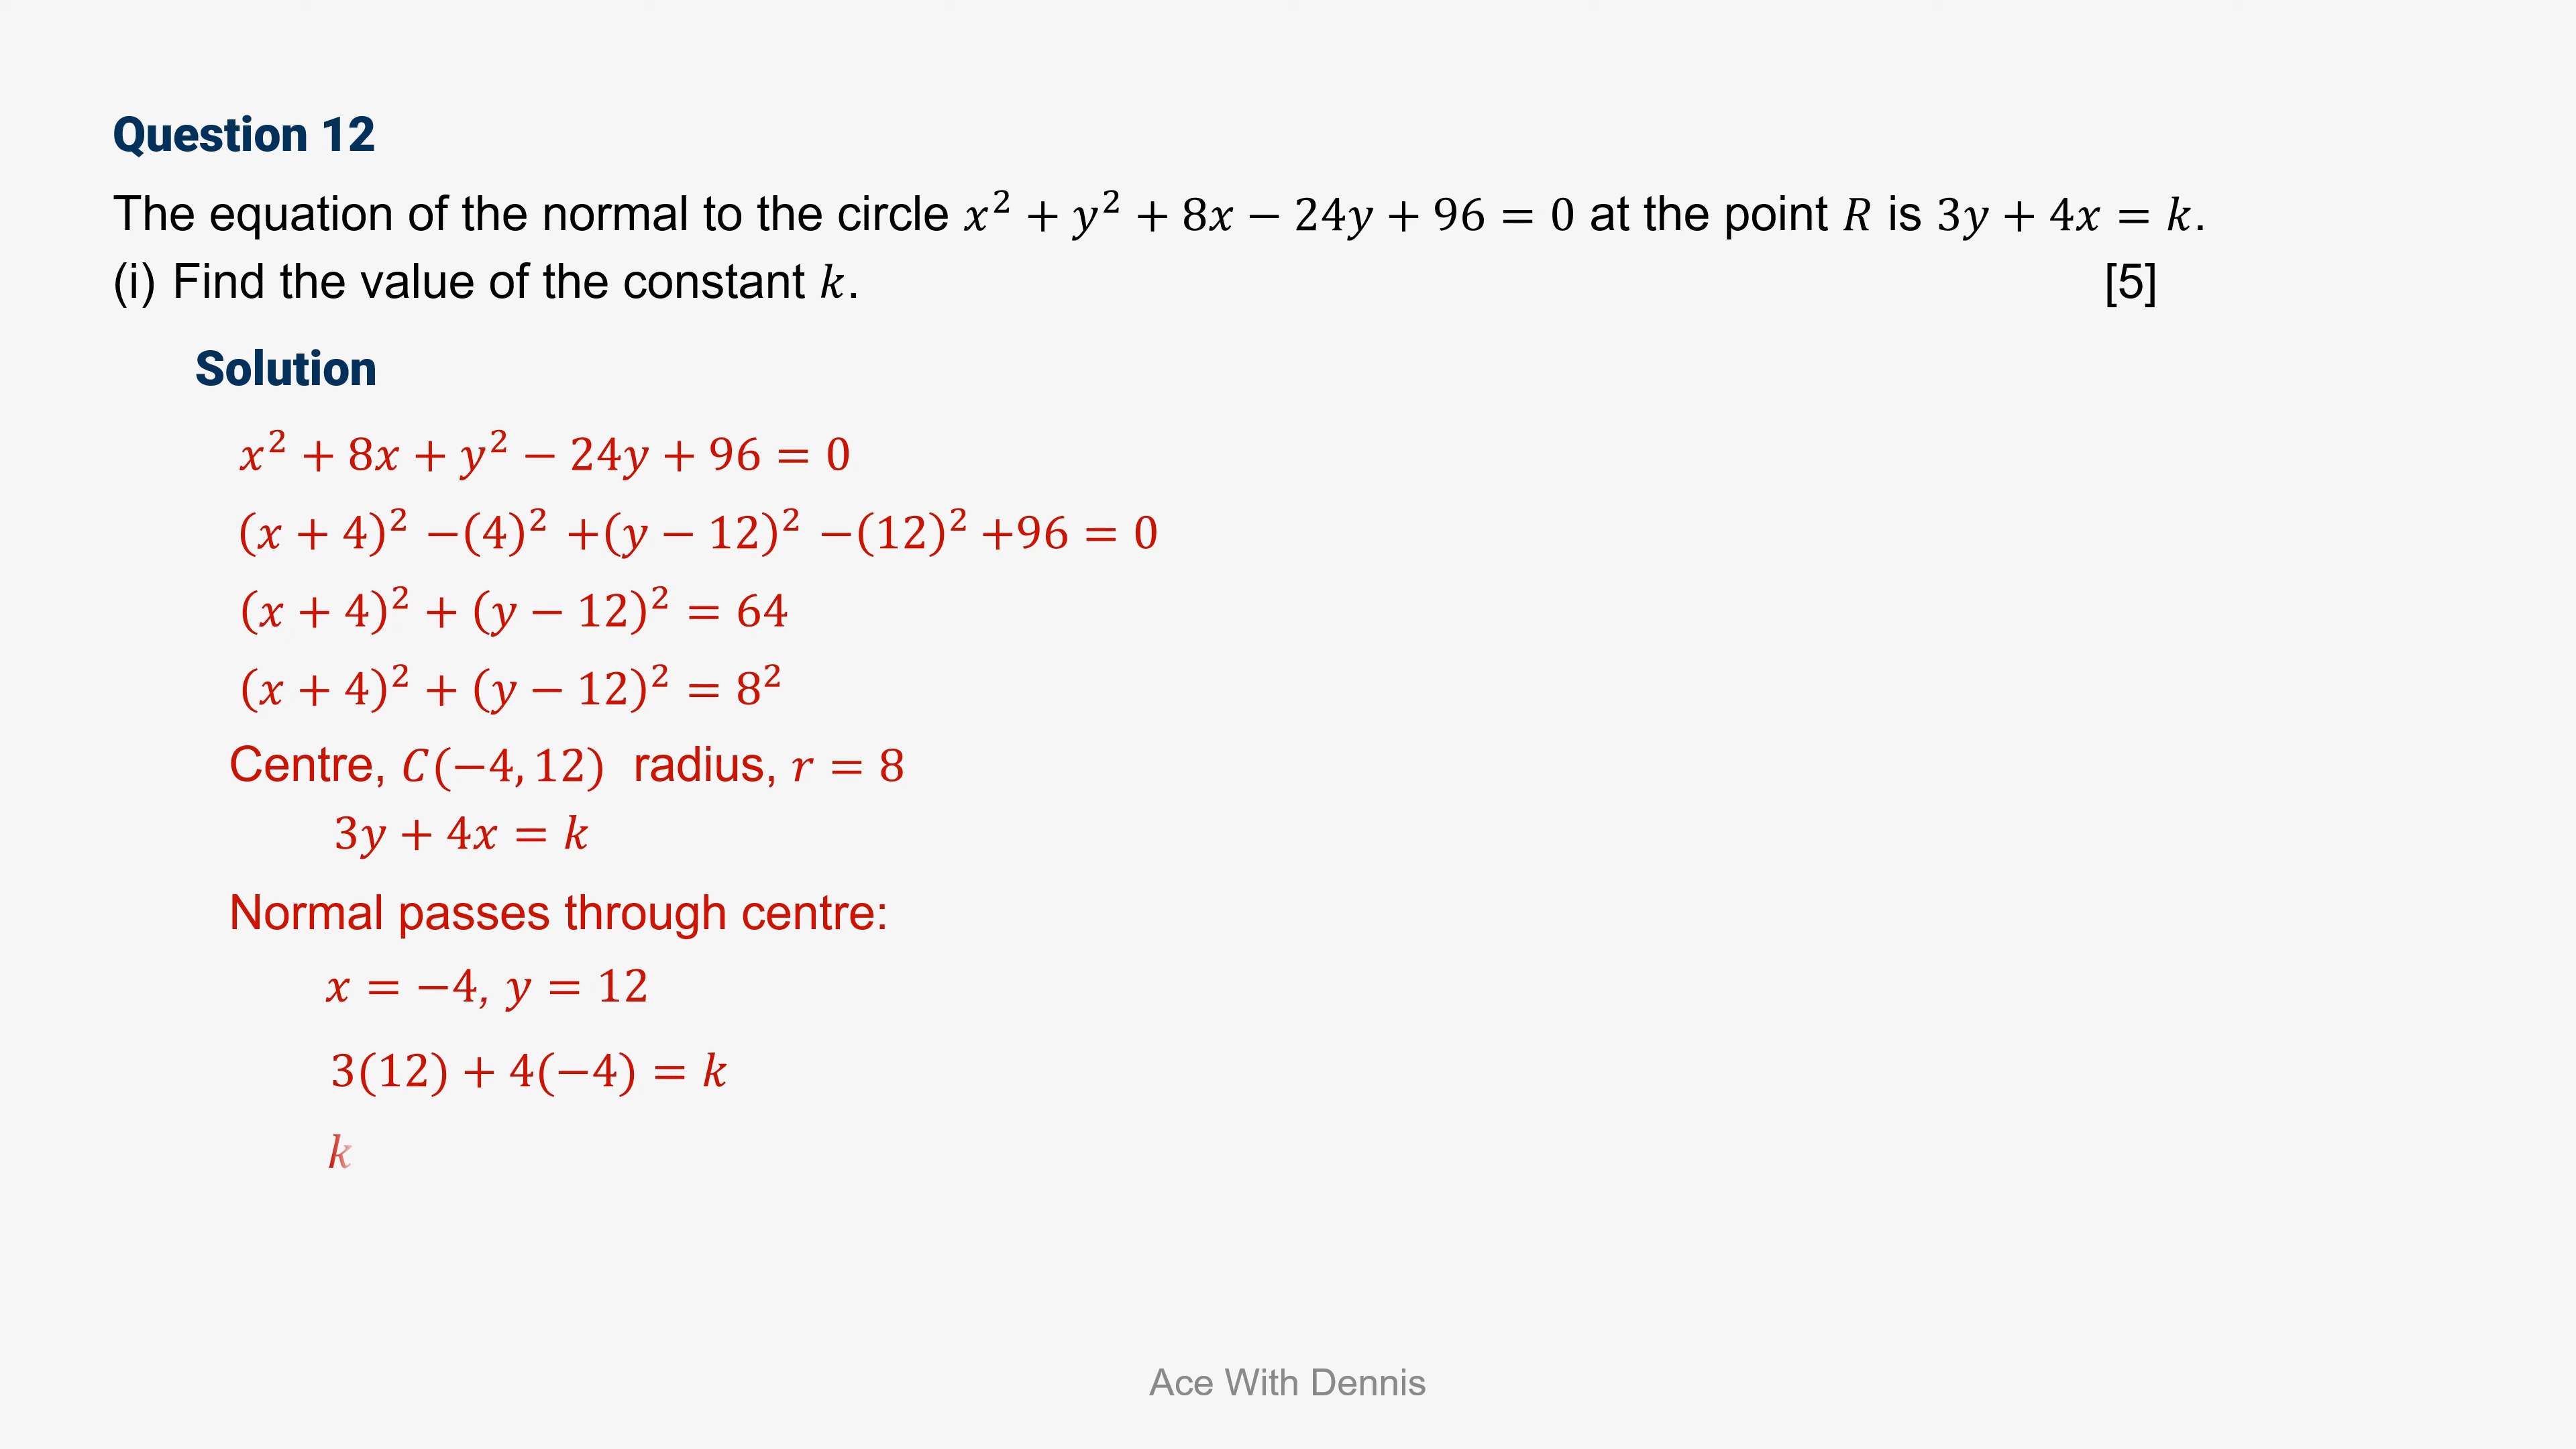 Question 12
The equation of the normal to the circle x² + y² + 8x − 24y + 96 = 0 at the point R is 3y + 4x = k.
(i) Find the value of the constant k. [5]
Solution
x² + 8x + y² − 24y + 96 = 0
(x + 4)² −(4)² +(y − 12)² −(12)² +96 = 0
(x + 4)² + (y − 12)² = 64
(x + 4)² + (y − 12)² = 8²
Centre, C(−4, 12) radius, r = 8
3y + 4x = k
Normal passes through centre:
x = −4, y = 12
3(12) + 4(−4) = k
k
Ace With Dennis